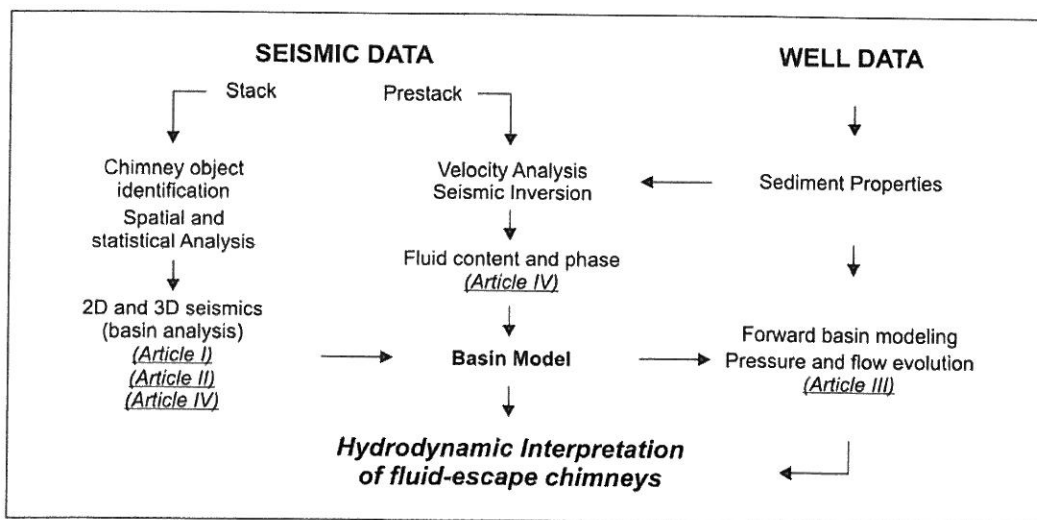 SEISMIC DATA
WELL DATA
Stack
Prestack
Chimney object
identification
Spatial and
statistical Analysis
Velocity Analysis
Seismic Inversion
Sediment Properties
Fluid content and phase
(Article IV)
2D and 3D seismics
(basin analysis)
(Article I)
(Article II)
(Article IV)
Basin Model
Forward basin modeling
Pressure and flow evolution
(Article III)
Hydrodynamic Interpretation
of fluid-escape chimneys